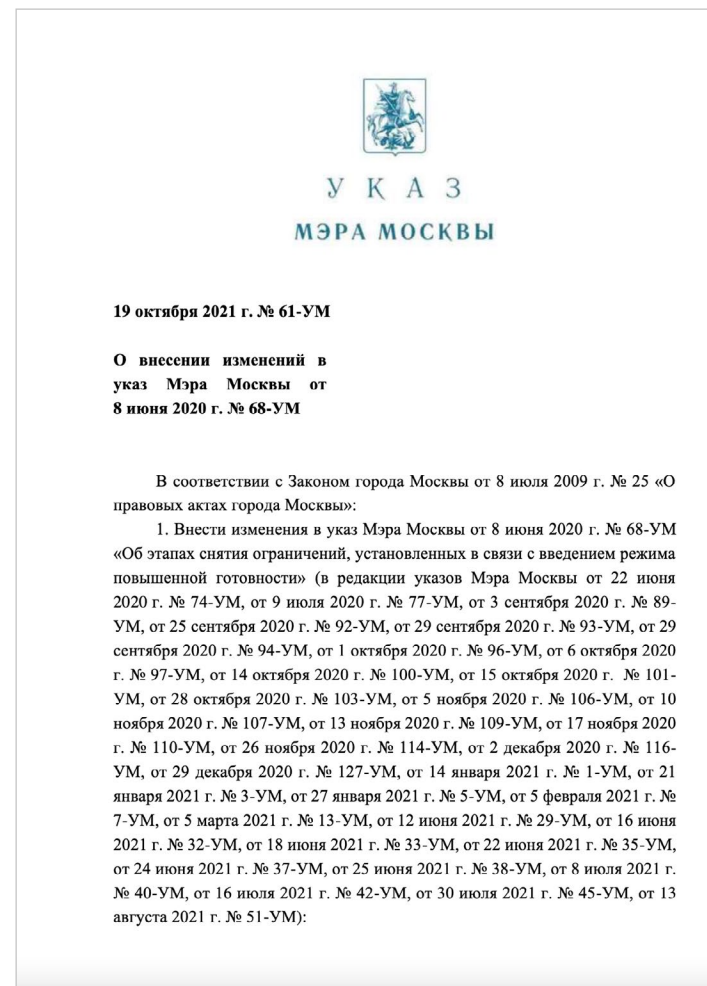 УКАЗ
МЭРА МОСКВЫ
19 октября 2021 г. № 61-УМ
О внесении изменений в
указ Мэра Москвы от
8 июня 2020 г. № 68-УМ
В соответствии с Законом города Москвы от 8 июля 2009 г. № 25 «О
правовых актах города Москвы»:
1. Внести изменения в указ Мэра Москвы от 8 июня 2020 г. № 68-УМ
«Об этапах снятия ограничений, установленных в связи с введением режима
повышенной готовности» (в редакции указов Мэра Москвы от 22 июня
2020 г. № 74-УМ, от 9 июля 2020 г. № 77-УМ, от 3 сентября 2020 г. № 89-
УМ, от 25 сентября 2020 г. № 92-УМ, от 29 сентября 2020 г. № 93-УМ, от 29
сентября 2020 г. № 94-УМ, от 1 октября 2020 г. № 96-УМ, от 6 октября 2020
г. № 97-УМ, от 14 октября 2020 г. № 100-УМ, от 15 октября 2020 г. № 101-
УМ, от 28 октября 2020 г. № 103-УМ, от 5 ноября 2020 г. № 106-УМ, от 10
ноября 2020 г. № 107-УМ, от 13 ноября 2020 г. № 109-УМ, от 17 ноября 2020
г. № 110-УМ, от 26 ноября 2020 г. № 114-УМ, от 2 декабря 2020 г. № 116-
УМ, от 29 декабря 2020 г. № 127-УМ, от 14 января 2021 г. № 1-УМ, от 21
января 2021 г. № 3-УМ, от 27 января 2021 г. № 5-УМ, от 5 февраля 2021 г. №
7-УМ, от 5 марта 2021 г. № 13-УМ, от 12 июня 2021 г. № 29-УМ, от 16 июня
2021 г. № 32-УМ, от 18 июня 2021 г. № 33-УМ, от 22 июня 2021 г. № 35-УМ,
от 24 июня 2021 г. № 37-УМ, от 25 июня 2021 г. № 38-УМ, от 8 июля 2021 г.
№ 40-УМ, от 16 июля 2021 г. № 42-УМ, от 30 июля 2021 г. № 45-УМ, от 13
августа 2021 г. № 51-УМ):